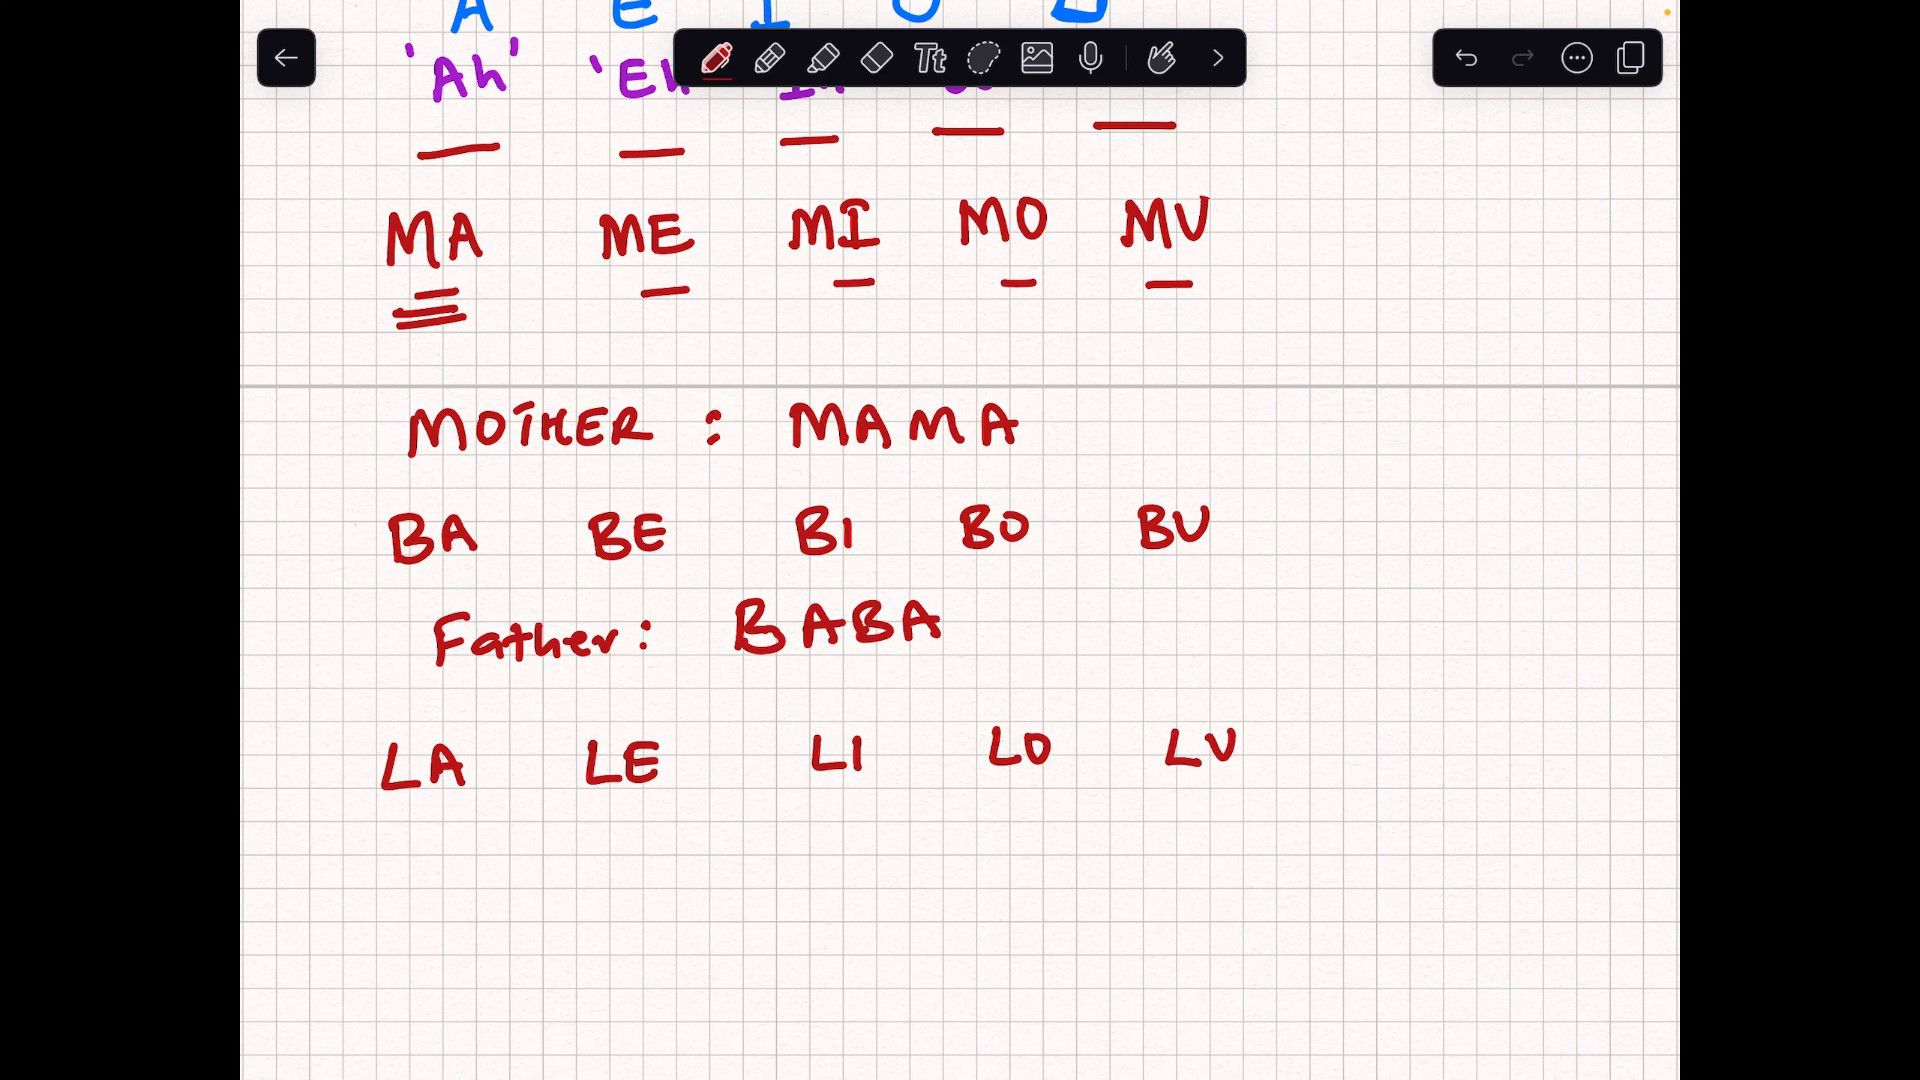 A E I O U
'Ah' 'Eh
MA ME MI MO MU
MOTHER : MAMA
BA BE BI BO BU
Father: BABA
LA LE LI LO LU